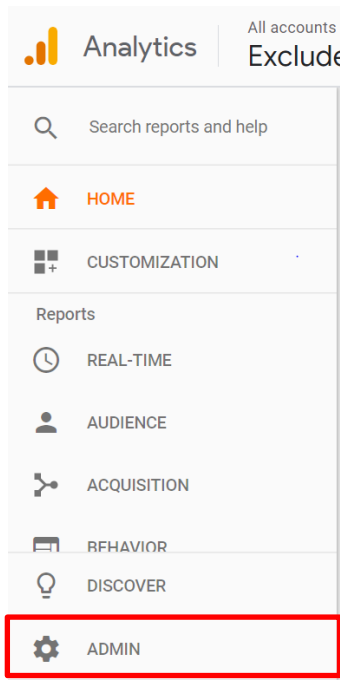 All accounts
Analytics
Exclude
Search reports and help
HOME
CUSTOMIZATION
Reports
REAL-TIME
AUDIENCE
ACQUISITION
BEHAVIOR
DISCOVER
ADMIN